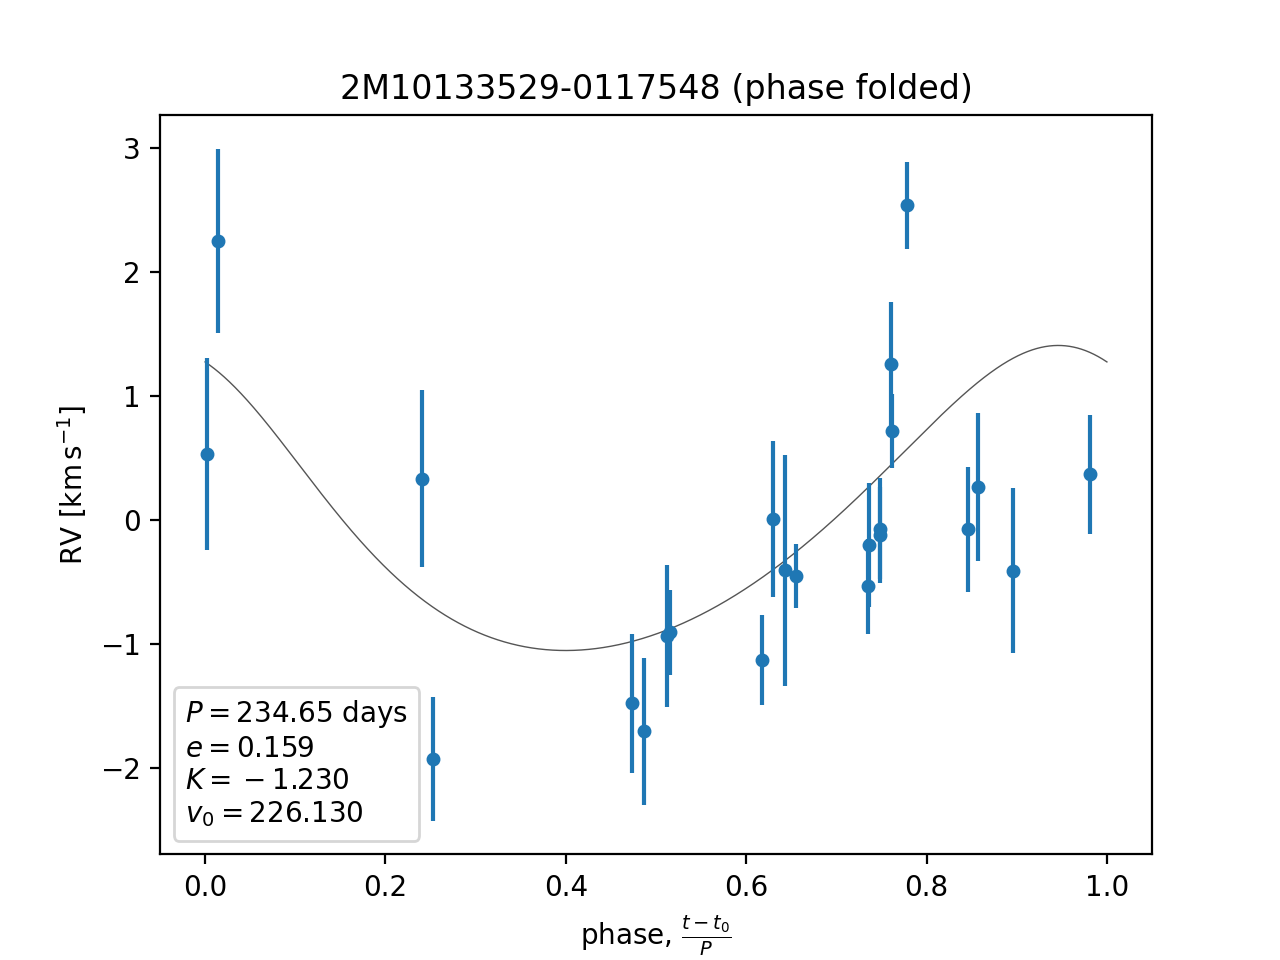 2M10133529-0117548 (phase folded)
RV [km s⁻¹]
3
2
1
0
−1
−2
P = 234.65 days
e = 0.159
K = −1.230
v₀ = 226.130
0.0 0.2 0.4 0.6 0.8 1.0
phase, (t − t₀)/P